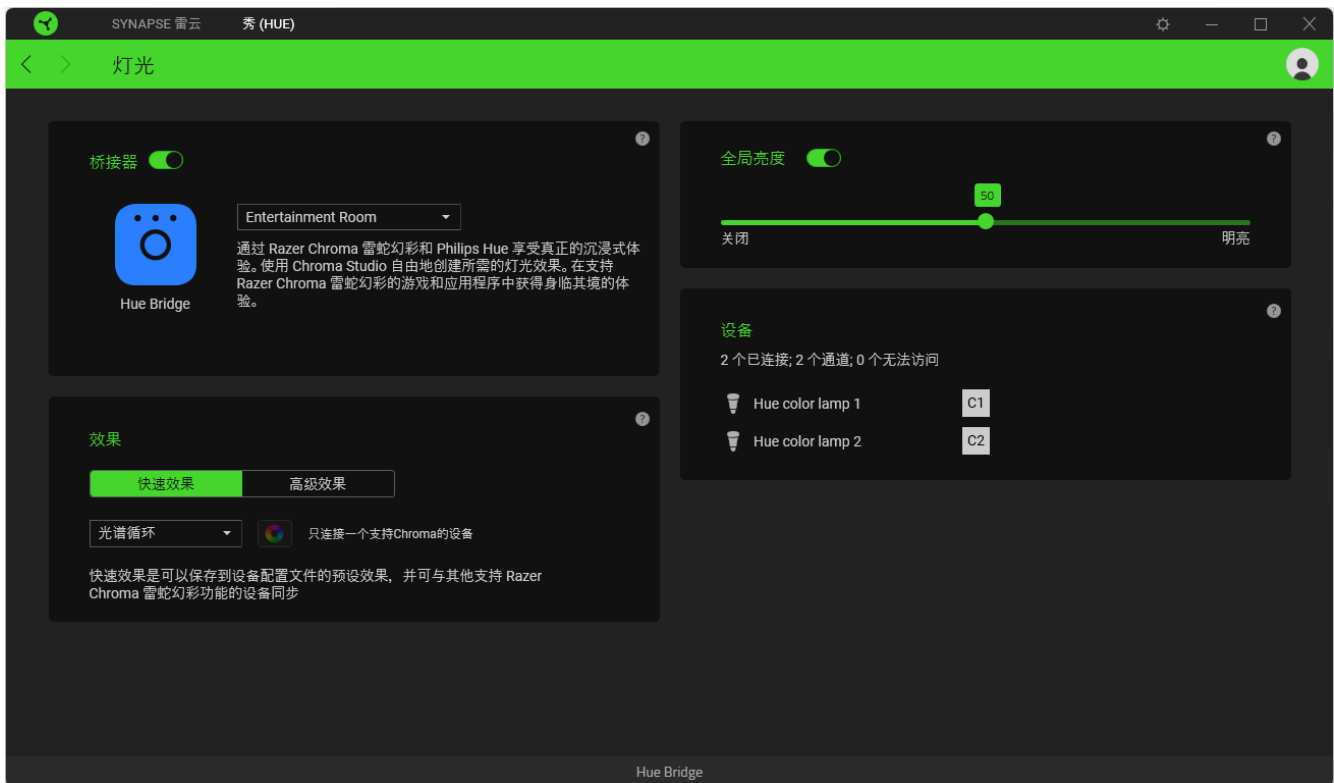 SYNAPSE 雷云
秀 (HUE)
灯光
桥接器
Hue Bridge
Entertainment Room
通过 Razer Chroma 雷蛇幻彩和 Philips Hue 享受真正的沉浸式体
验。使用 Chroma Studio 自由地创建所需的灯光效果。在支持
Razer Chroma 雷蛇幻彩的游戏和应用程序中获得身临其境的体
验。
效果
快速效果
高级效果
光谱循环
只连接一个支持Chroma的设备
快速效果是可以保存到设备配置文件的预设效果，并可与其他支持 Razer
Chroma 雷蛇幻彩功能的设备同步
全局亮度
50
关闭
明亮
设备
2 个已连接; 2 个通道; 0 个无法访问
Hue color lamp 1
C1
Hue color lamp 2
C2
Hue Bridge